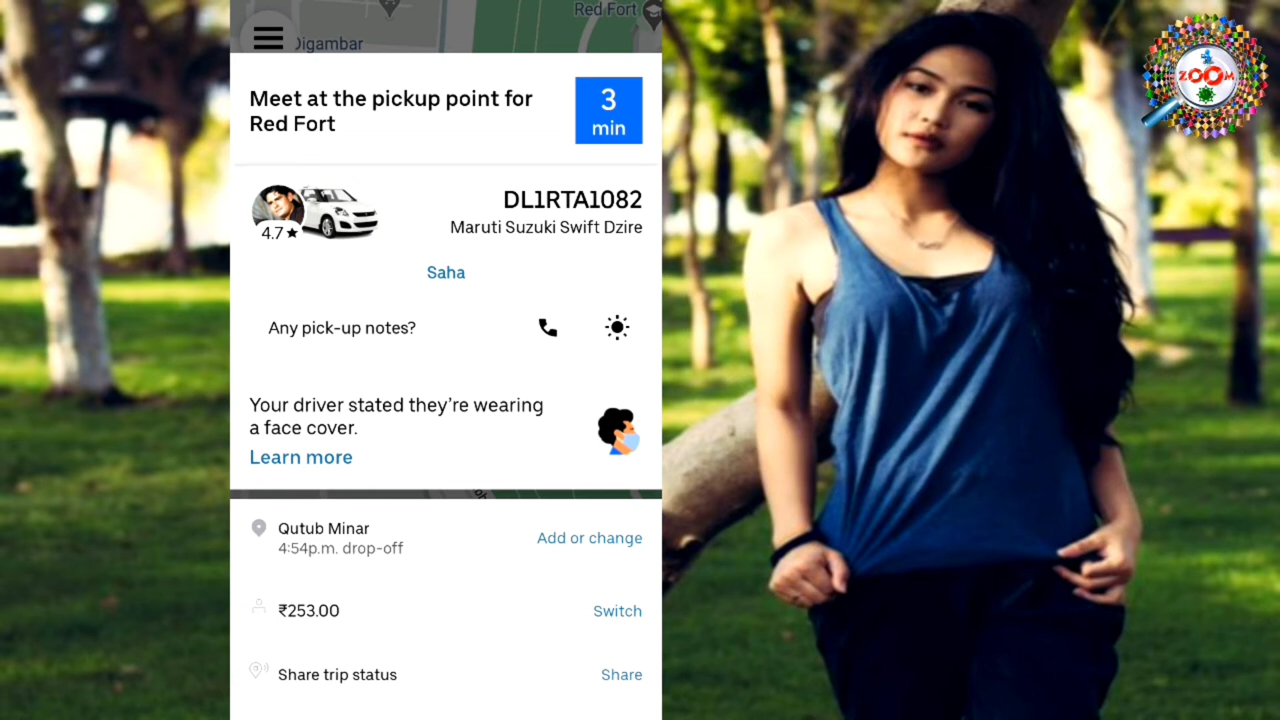 Red Fort
Digambar
Meet at the pickup point for
Red Fort
3
min
DL1RTA1082
4.7★
Maruti Suzuki Swift Dzire
Saha
Any pick-up notes?
Your driver stated they’re wearing
a face cover.
Learn more
Qutub Minar
4:54p.m. drop-off
Add or change
₹253.00
Switch
Share trip status
Share
ZOOM